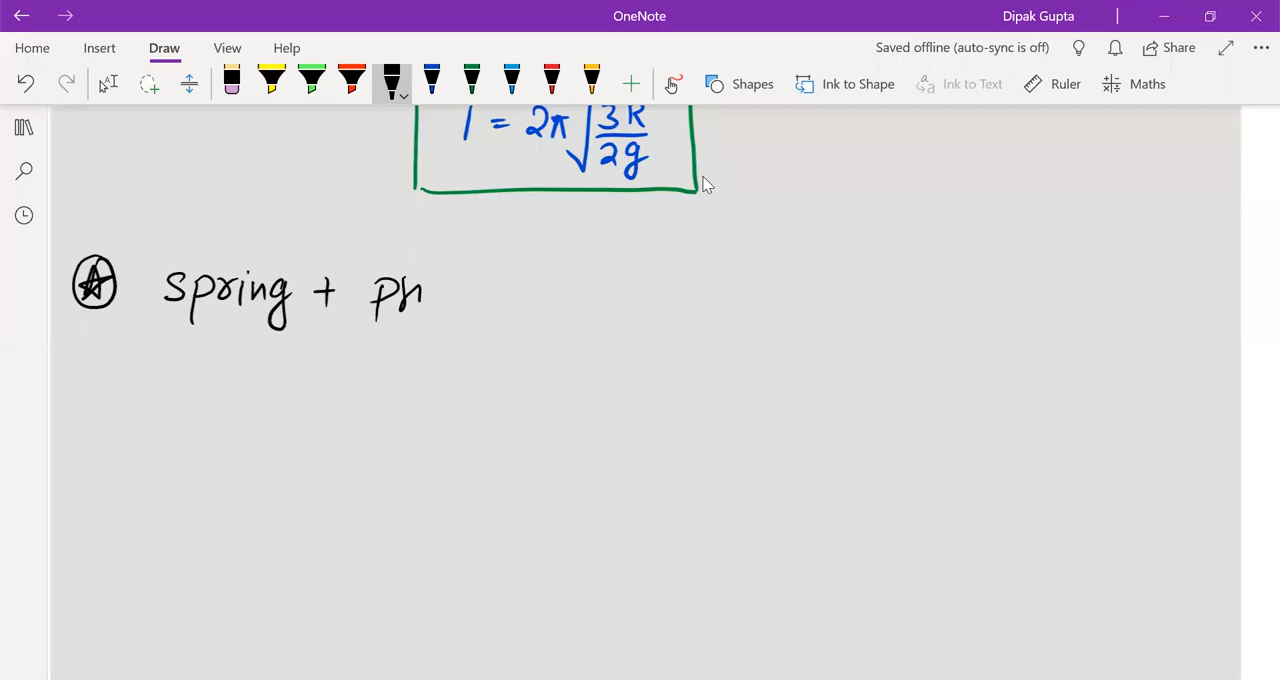 OneNote
Dipak Gupta
Home Insert Draw View Help
Saved offline (auto-sync is off)
Share
Shapes
Ink to Shape
Ink to Text
Ruler
Maths
T = 2π √3R/2g
spring + ph